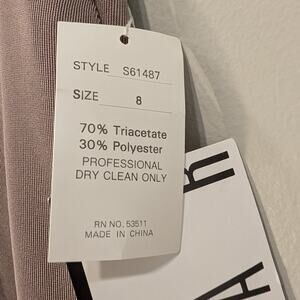 STYLE S61487
SIZE 8
70% Triacetate
30% Polyester
PROFESSIONAL
DRY CLEAN ONLY
RN NO. 53511
MADE IN CHINA
R
A